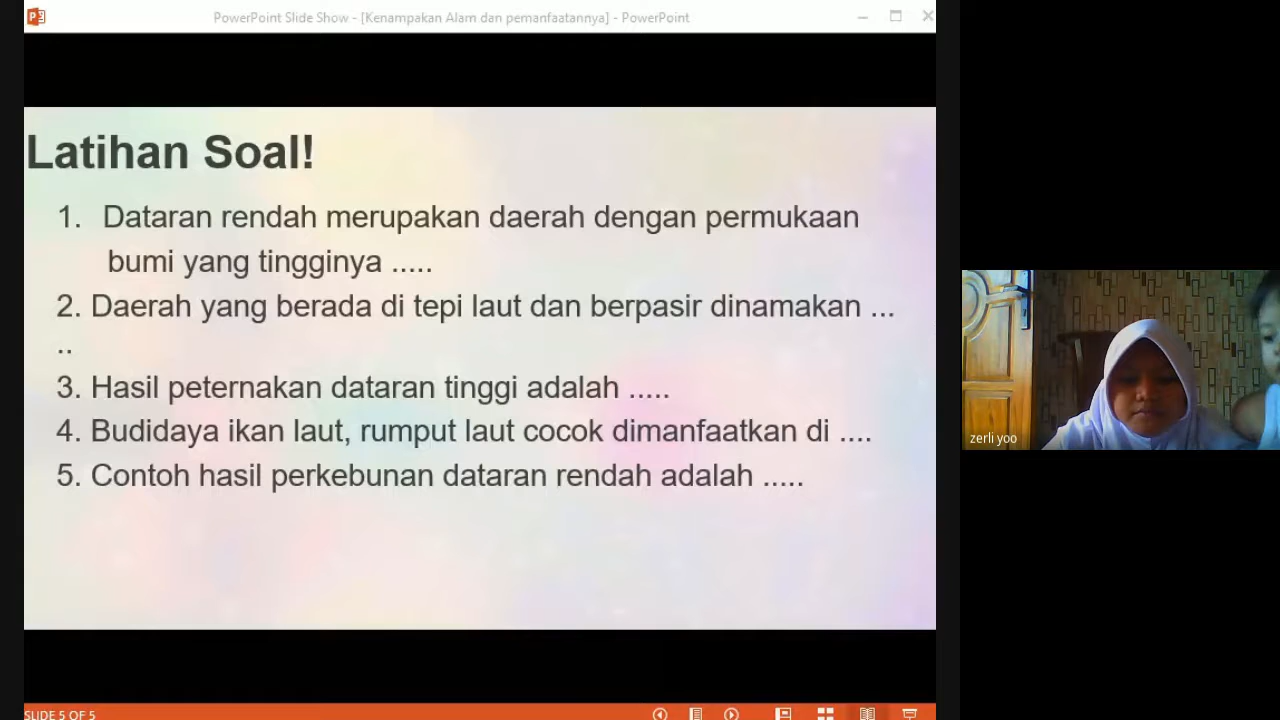 PowerPoint Slide Show - [Kenampakan Alam dan pemanfaatannya] - PowerPoint
Latihan Soal!
1. Dataran rendah merupakan daerah dengan permukaan
bumi yang tingginya .....
2. Daerah yang berada di tepi laut dan berpasir dinamakan ...
..
3. Hasil peternakan dataran tinggi adalah .....
4. Budidaya ikan laut, rumput laut cocok dimanfaatkan di ....
5. Contoh hasil perkebunan dataran rendah adalah .....
zerli yoo
SLIDE 5 OF 5